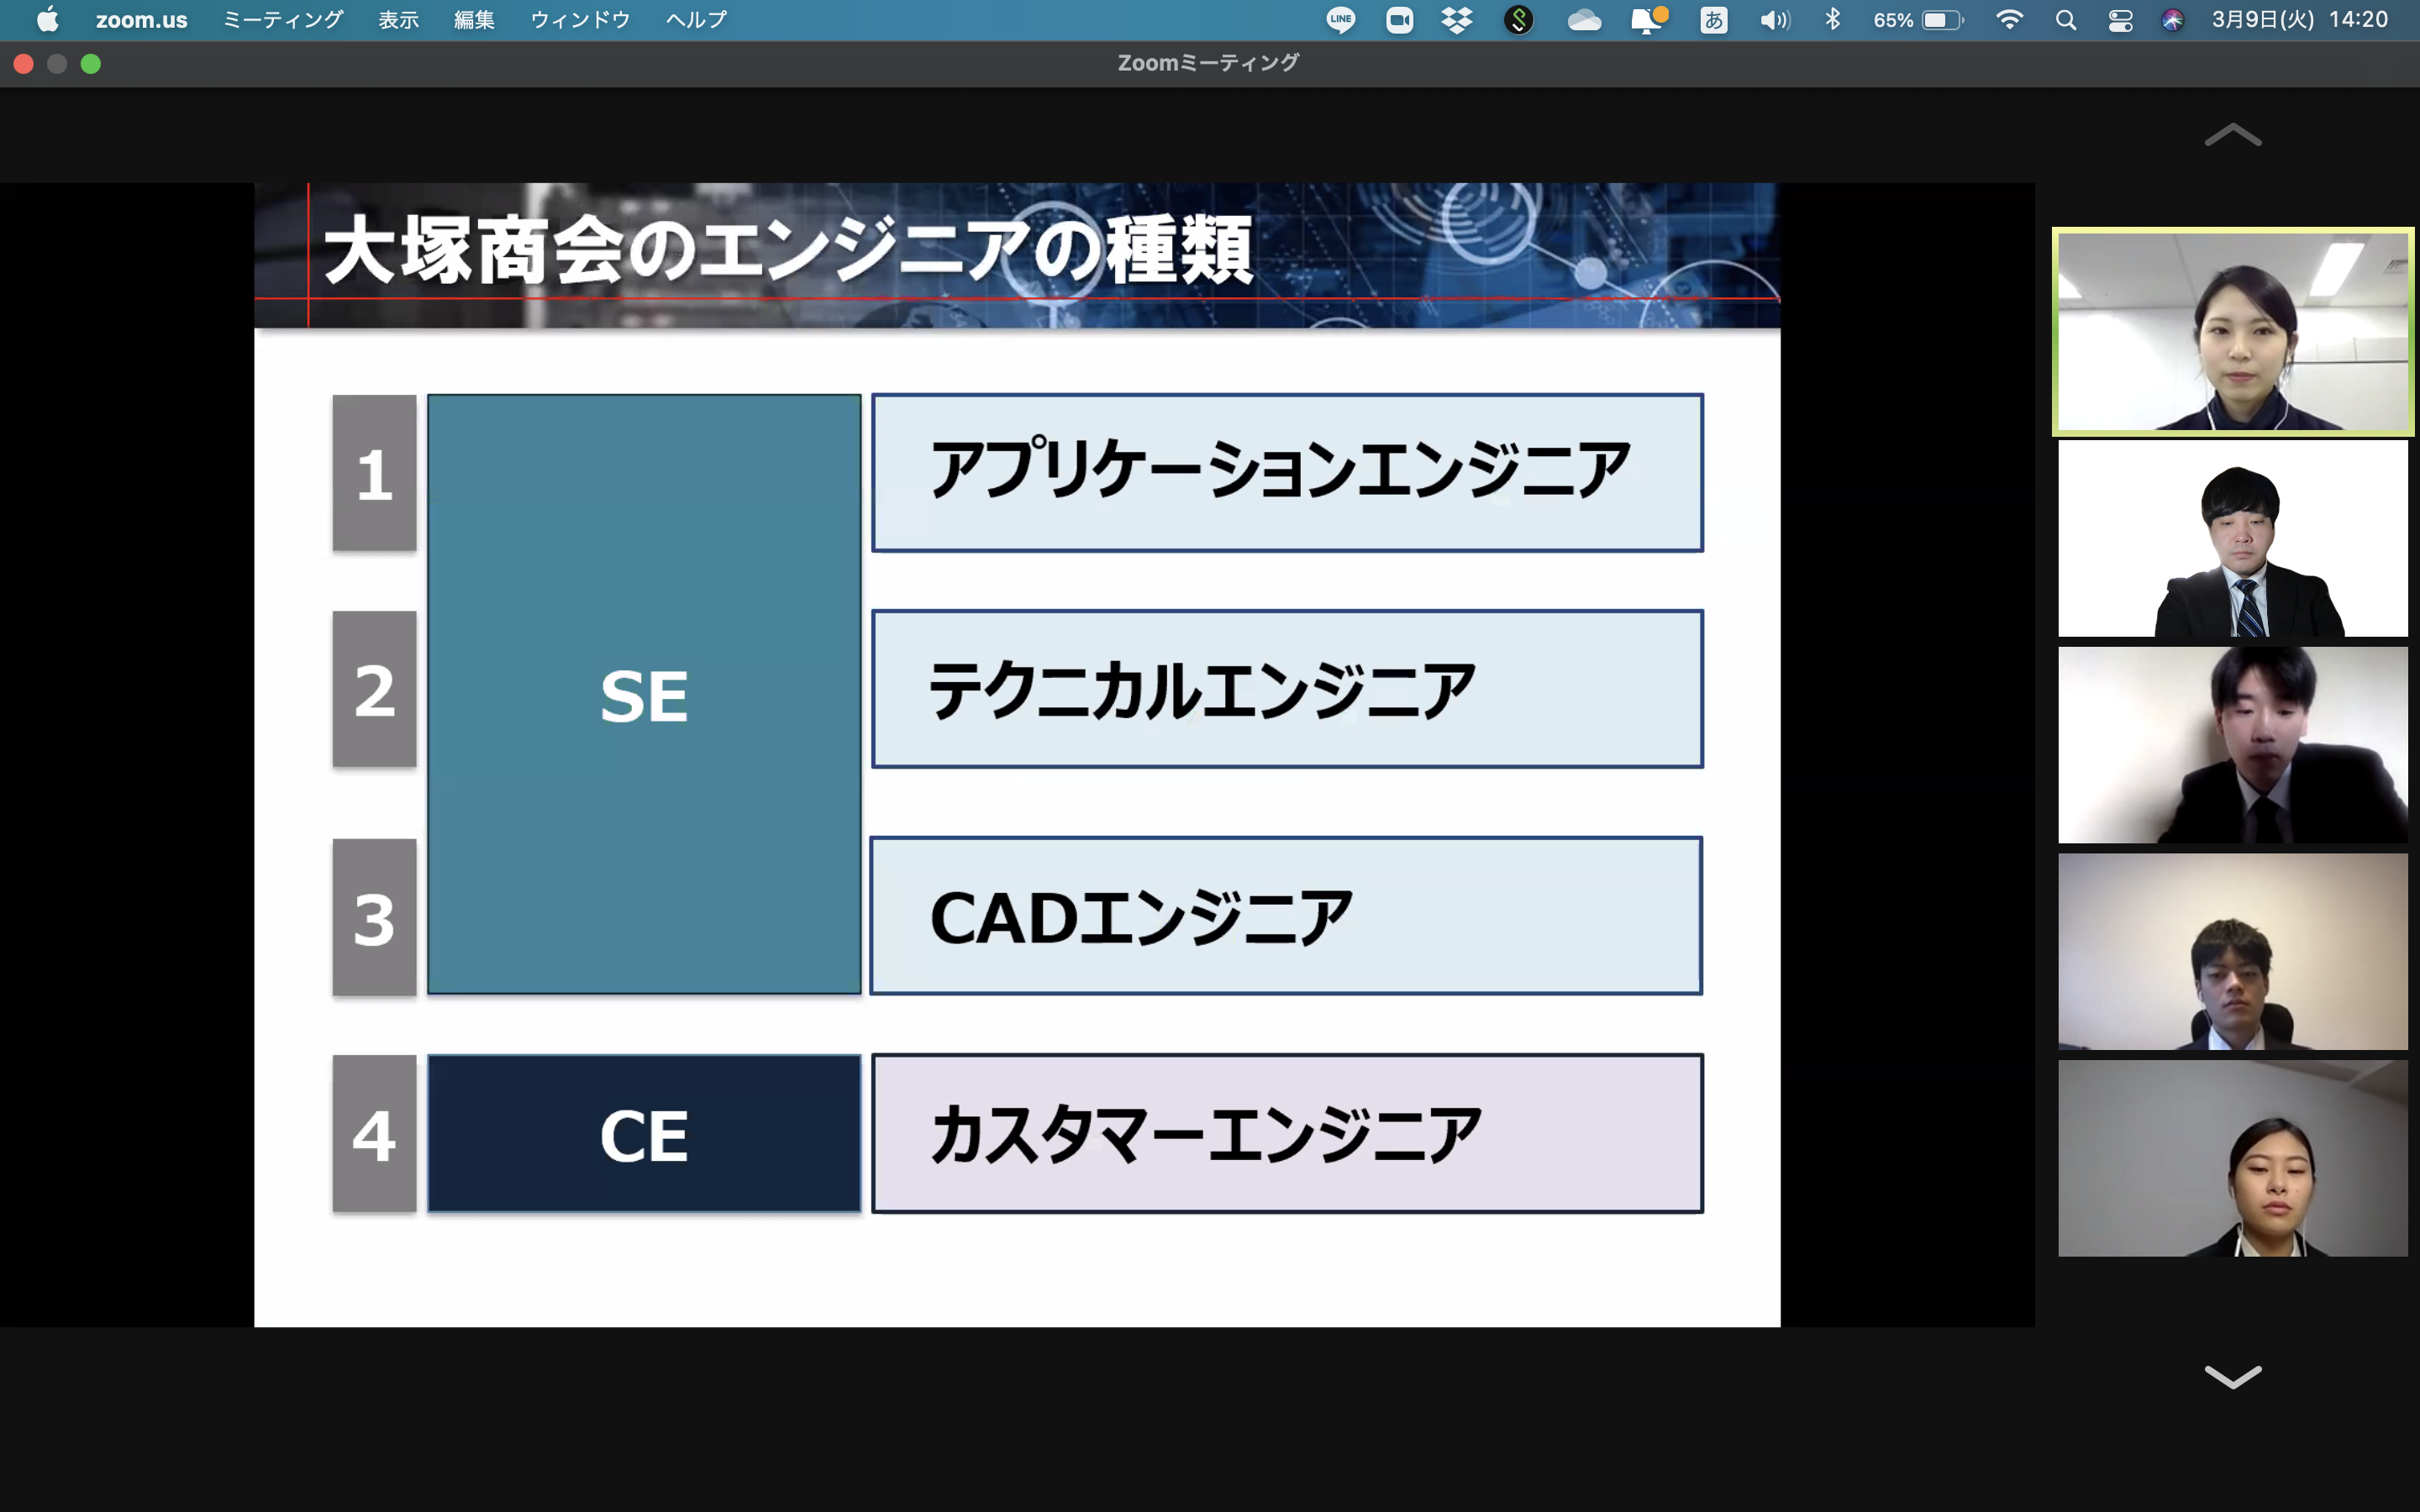 zoom.us ミーティング 表示 編集 ウィンドウ ヘルプ LINE あ 65% 3月9日(火) 14:20
Zoomミーティング
大塚商会のエンジニアの種類
1
SE
アプリケーションエンジニア
2
テクニカルエンジニア
3
CADエンジニア
4
CE
カスタマーエンジニア